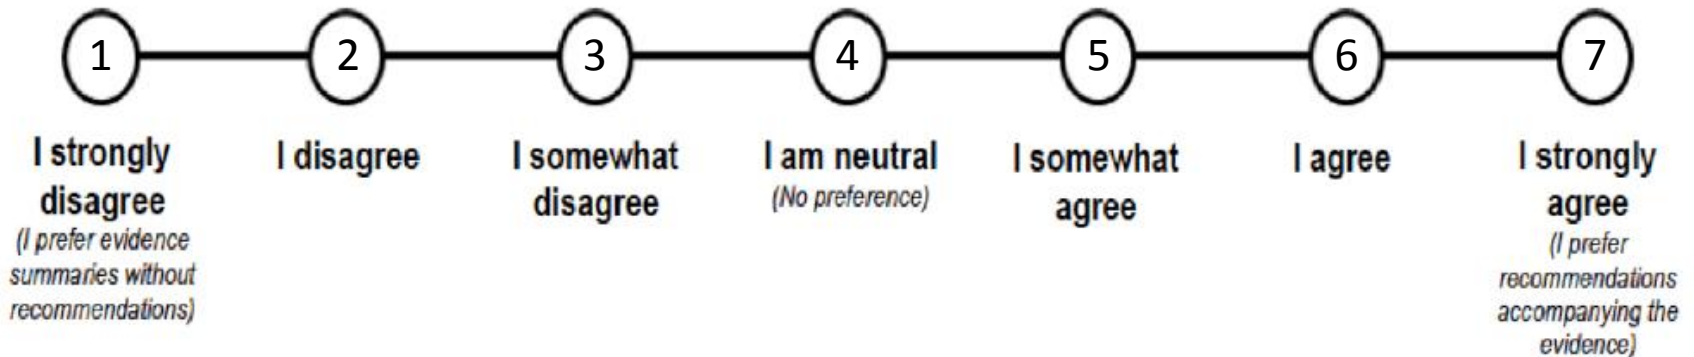 1 2 3 4 5 6 7
I strongly
disagree
(I prefer evidence
summaries without
recommendations)
I disagree
I somewhat
disagree
I am neutral
(No preference)
I somewhat
agree
I agree
I strongly
agree
(I prefer
recommendations
accompanying the
evidence)